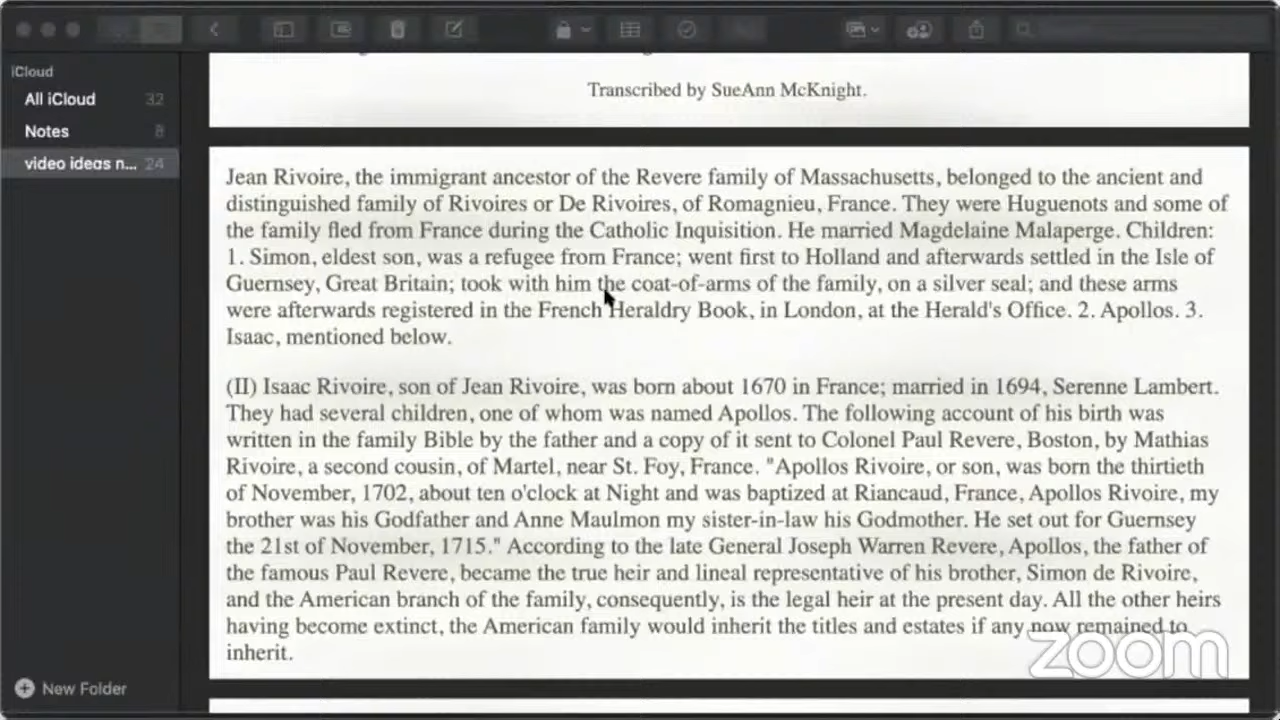 iCloud
All iCloud 32
Notes 8
video ideas n... 24
New Folder
Transcribed by SueAnn McKnight.
Jean Rivoire, the immigrant ancestor of the Revere family of Massachusetts, belonged to the ancient and
distinguished family of Rivoires or De Rivoires, of Romagnieu, France. They were Huguenots and some of
the family fled from France during the Catholic Inquisition. He married Magdelaine Malaperge. Children:
1. Simon, eldest son, was a refugee from France; went first to Holland and afterwards settled in the Isle of
Guernsey, Great Britain; took with him the coat-of-arms of the family, on a silver seal; and these arms
were afterwards registered in the French Heraldry Book, in London, at the Herald's Office. 2. Apollos. 3.
Isaac, mentioned below.
(II) Isaac Rivoire, son of Jean Rivoire, was born about 1670 in France; married in 1694, Serenne Lambert.
They had several children, one of whom was named Apollos. The following account of his birth was
written in the family Bible by the father and a copy of it sent to Colonel Paul Revere, Boston, by Mathias
Rivoire, a second cousin, of Martel, near St. Foy, France. "Apollos Rivoire, or son, was born the thirtieth
of November, 1702, about ten o'clock at Night and was baptized at Riancaud, France, Apollos Rivoire, my
brother was his Godfather and Anne Maulmon my sister-in-law his Godmother. He set out for Guernsey
the 21st of November, 1715." According to the late General Joseph Warren Revere, Apollos, the father of
the famous Paul Revere, became the true heir and lineal representative of his brother, Simon de Rivoire,
and the American branch of the family, consequently, is the legal heir at the present day. All the other heirs
having become extinct, the American family would inherit the titles and estates if any now remained to
inherit.
zoom